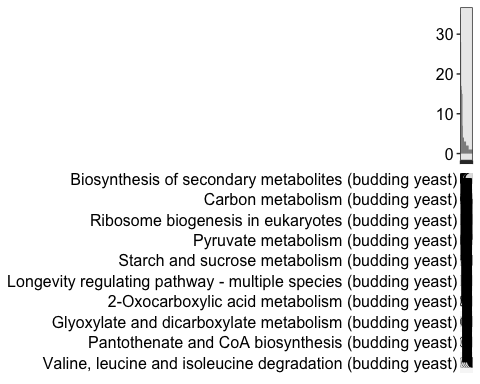 30
20
10
0
Biosynthesis of secondary metabolites (budding yeast)
Carbon metabolism (budding yeast)
Ribosome biogenesis in eukaryotes (budding yeast)
Pyruvate metabolism (budding yeast)
Starch and sucrose metabolism (budding yeast)
Longevity regulating pathway - multiple species (budding yeast)
2-Oxocarboxylic acid metabolism (budding yeast)
Glyoxylate and dicarboxylate metabolism (budding yeast)
Pantothenate and CoA biosynthesis (budding yeast)
Valine, leucine and isoleucine degradation (budding yeast)